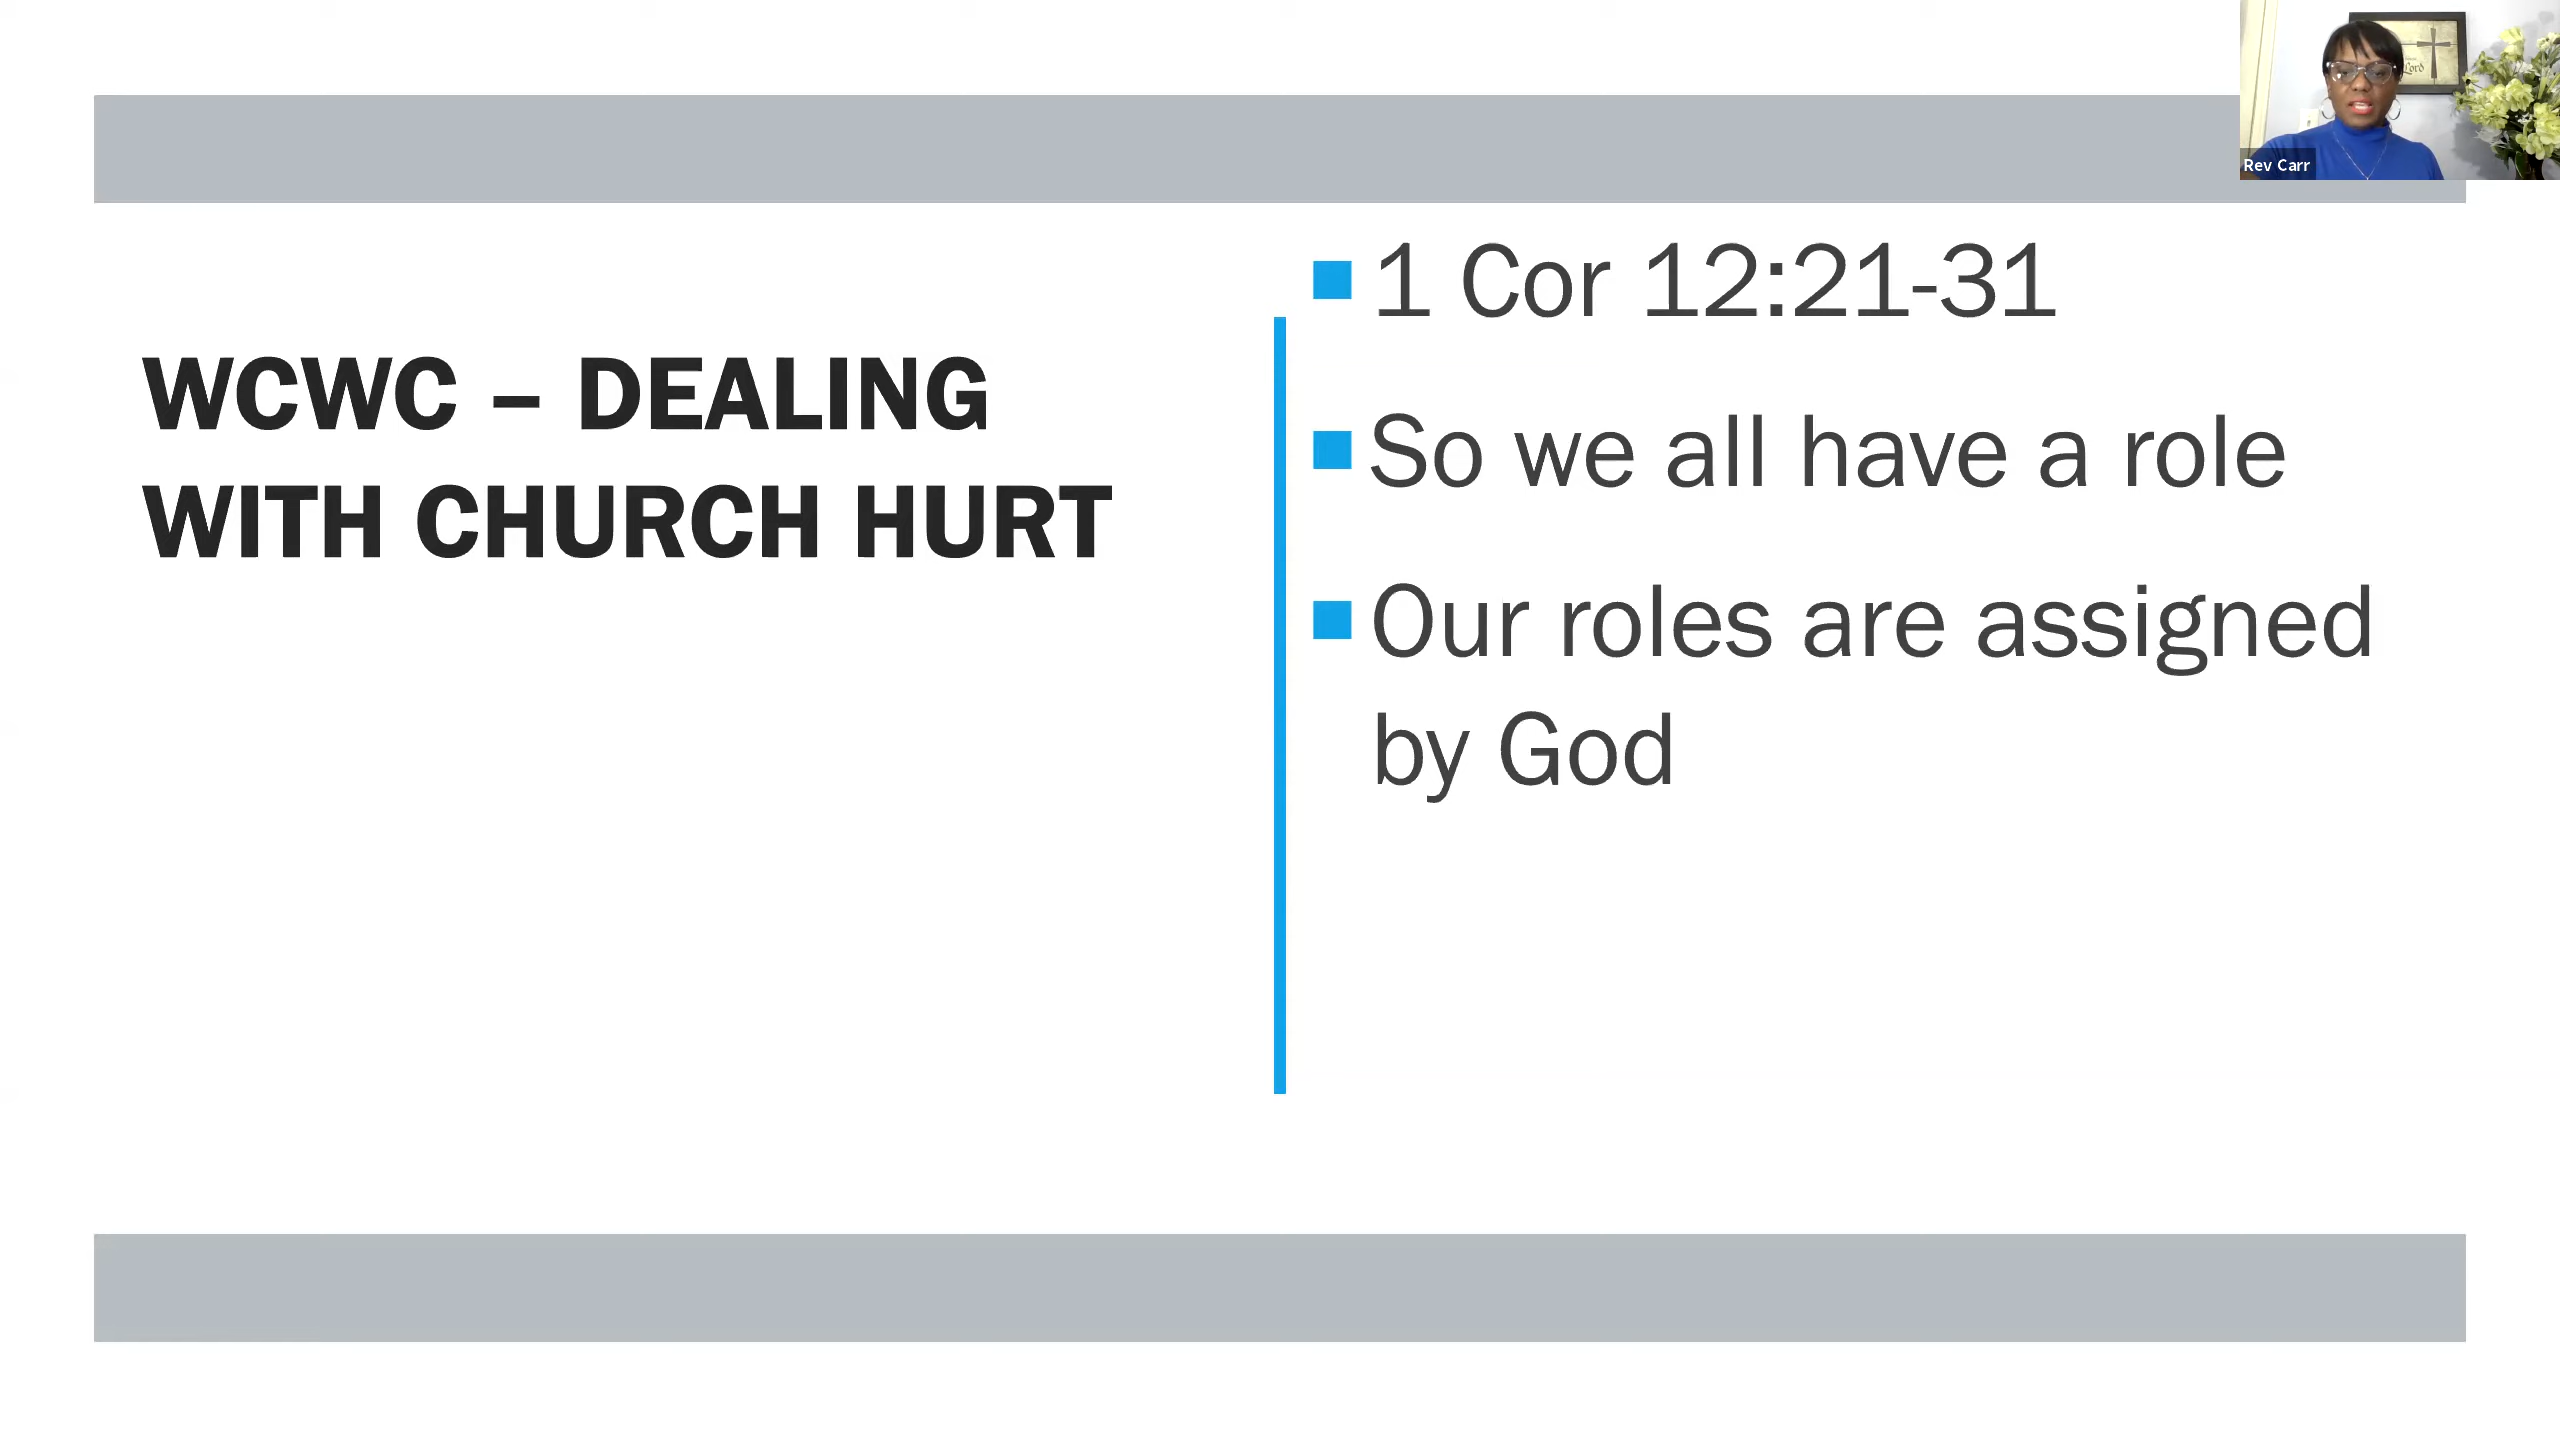 WCWC – DEALING
WITH CHURCH HURT
1 Cor 12:21-31
So we all have a role
Our roles are assigned
by God
Lord
Rev Carr